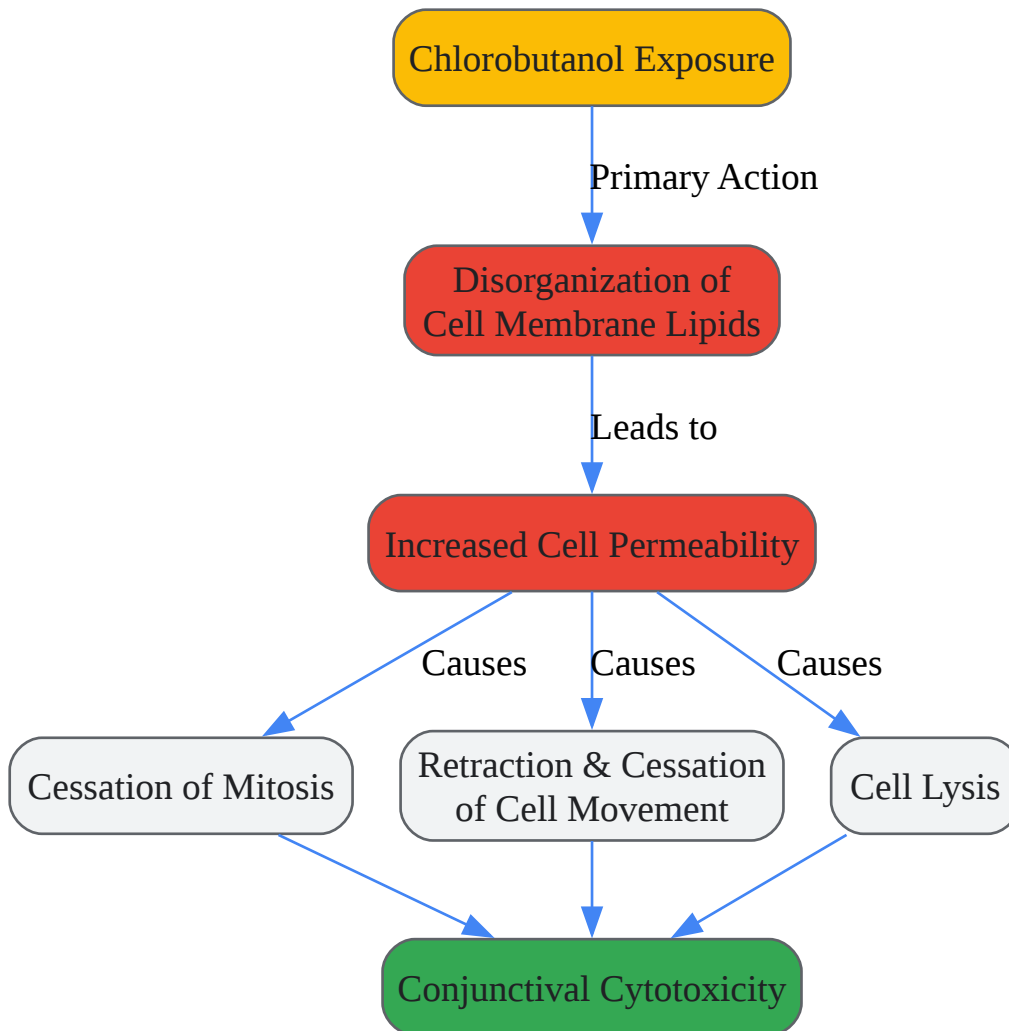 Chlorobutanol Exposure
Primary Action
Disorganization of
Cell Membrane Lipids
Leads to
Increased Cell Permeability
Causes
Causes
Causes
Cessation of Mitosis
Retraction & Cessation
of Cell Movement
Cell Lysis
Conjunctival Cytotoxicity